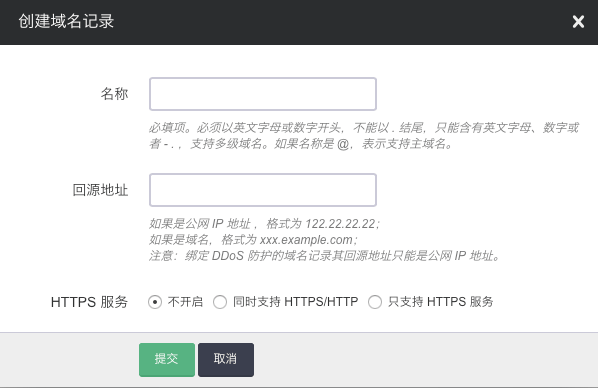 创建域名记录
名称
必填项。必须以英文字母或数字开头，不能以 . 结尾，只能含有英文字母、数字或
者 - . ，支持多级域名。如果名称是 @，表示支持主域名。
回源地址
如果是公网 IP 地址 ，格式为 122.22.22.22；
如果是域名，格式为 xxx.example.com；
注意：绑定 DDoS 防护的域名记录其回源地址只能是公网 IP 地址。
HTTPS 服务 不开启 同时支持 HTTPS/HTTP 只支持 HTTPS 服务
提交 取消